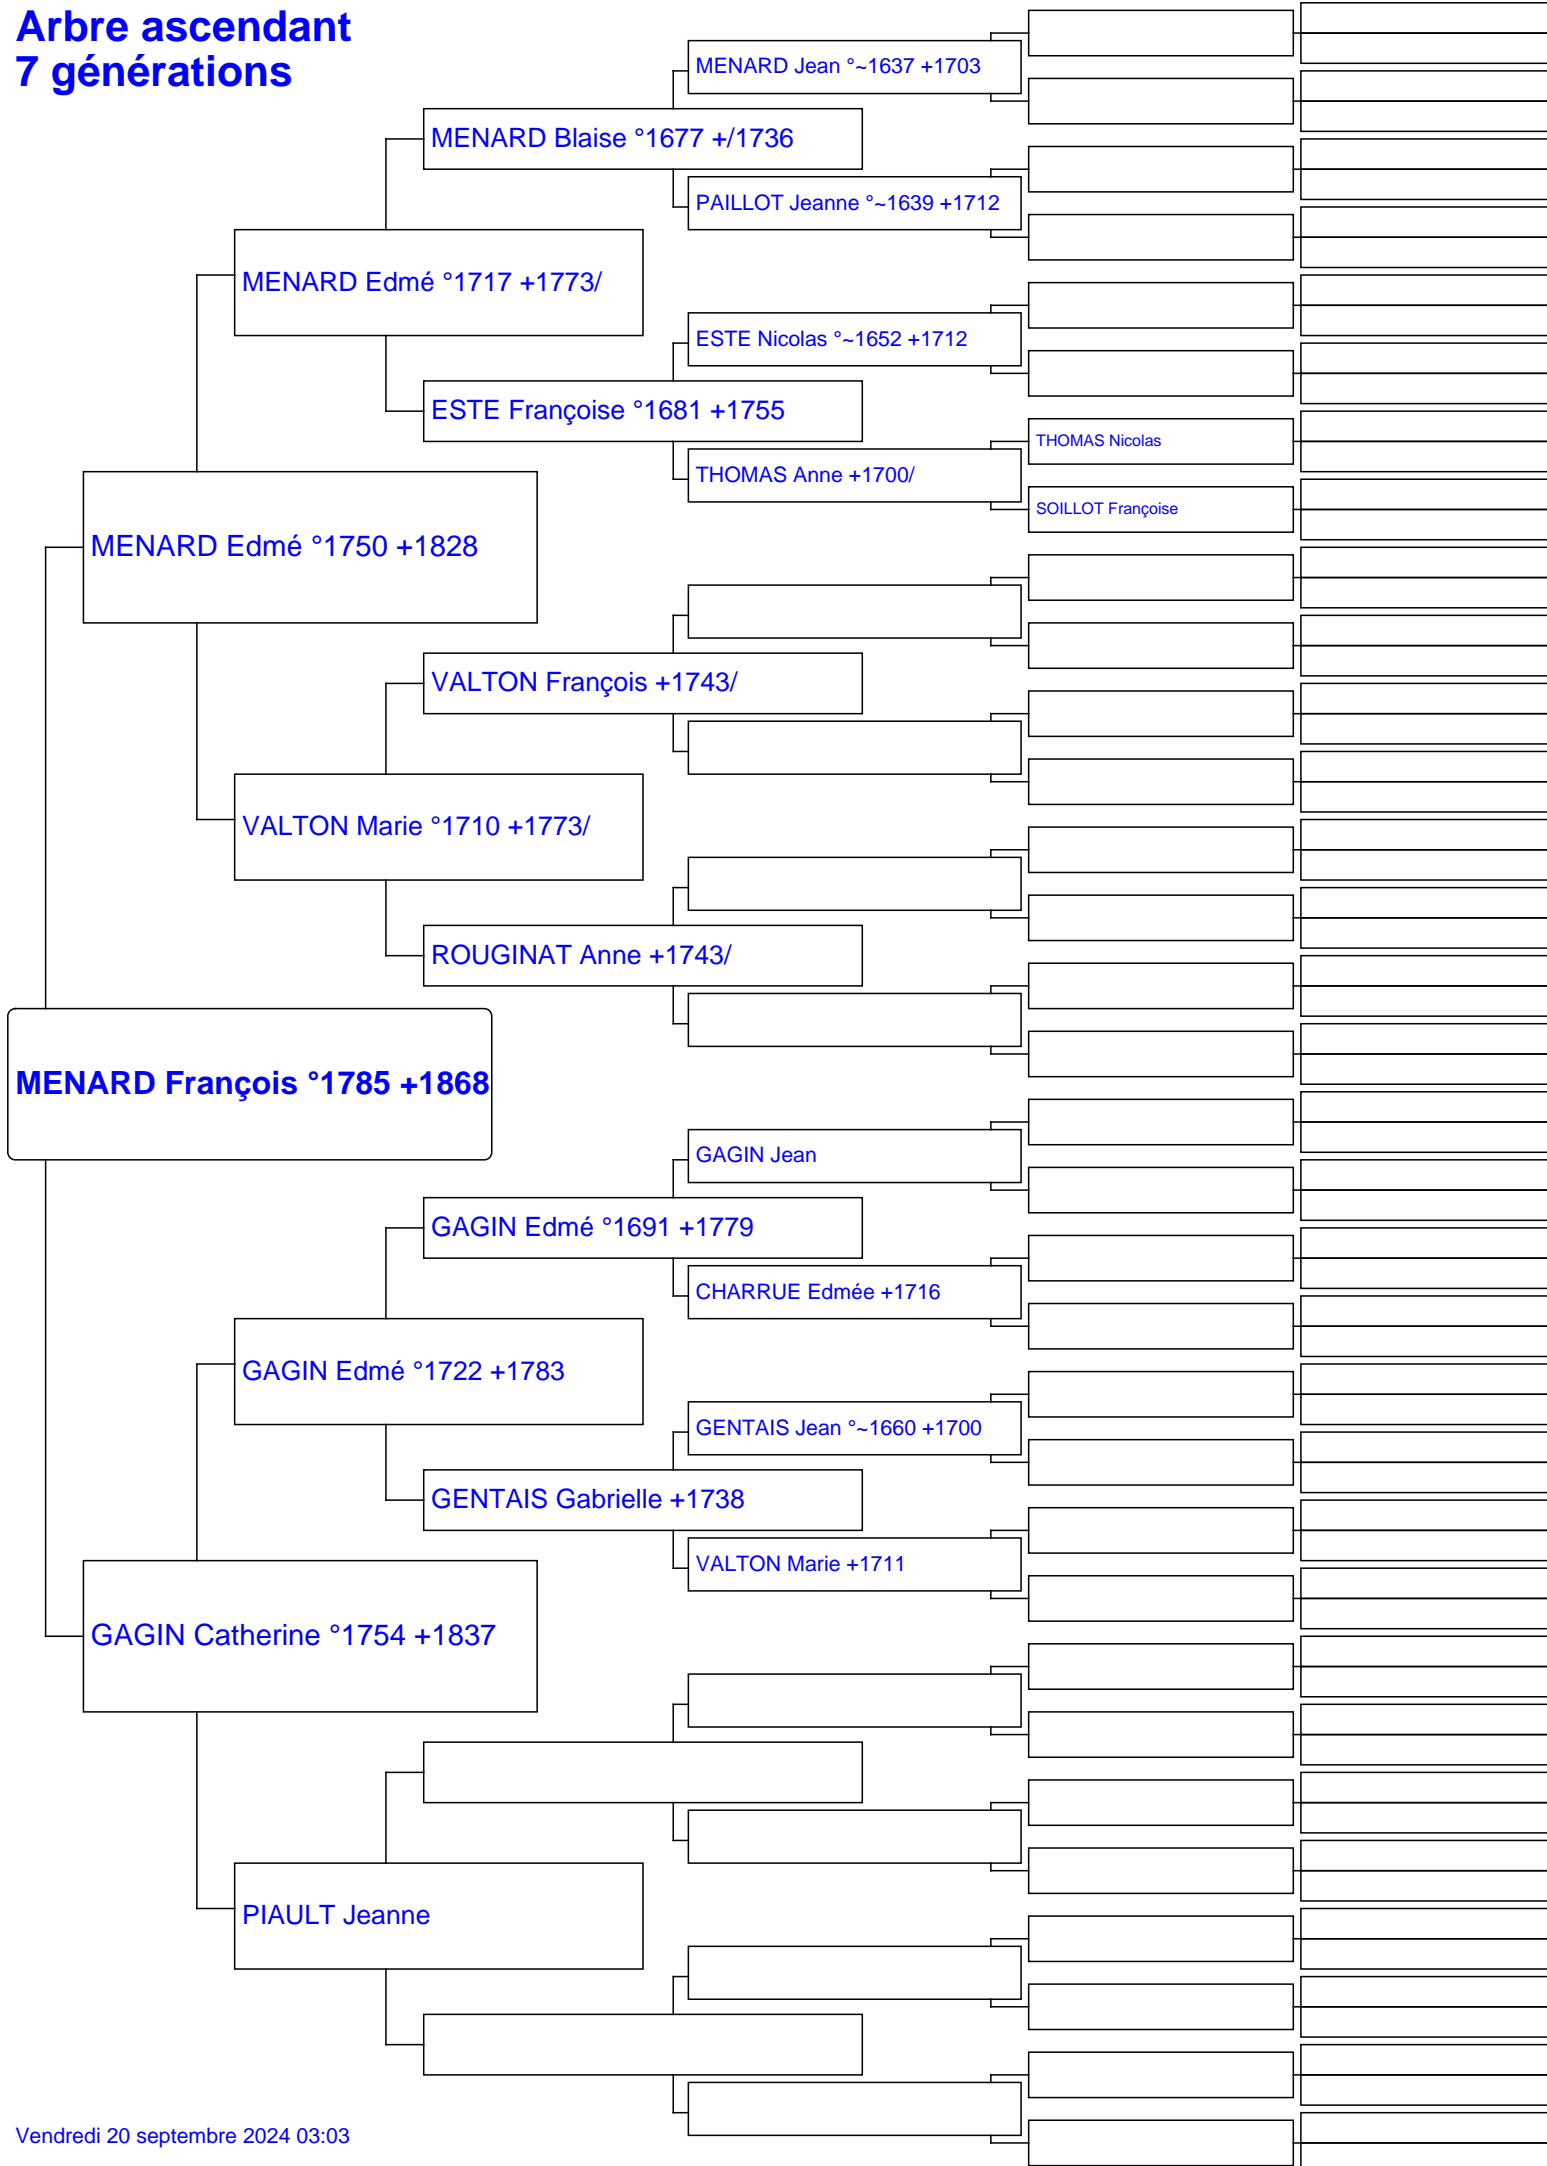 Arbre ascendant
7 générations
MENARD Jean °~1637 +1703
MENARD Blaise °1677 +/1736
PAILLOT Jeanne °~1639 +1712
MENARD Edmé °1717 +1773/
ESTE Nicolas °~1652 +1712
ESTE Françoise °1681 +1755
THOMAS Nicolas
THOMAS Anne +1700/
SOILLOT Françoise
MENARD Edmé °1750 +1828
VALTON François +1743/
VALTON Marie °1710 +1773/
ROUGINAT Anne +1743/
MENARD François °1785 +1868
GAGIN Jean
GAGIN Edmé °1691 +1779
CHARRUE Edmée +1716
GAGIN Edmé °1722 +1783
GENTAIS Jean °~1660 +1700
GENTAIS Gabrielle +1738
VALTON Marie +1711
GAGIN Catherine °1754 +1837
PIAULT Jeanne
Vendredi 20 septembre 2024 03:03